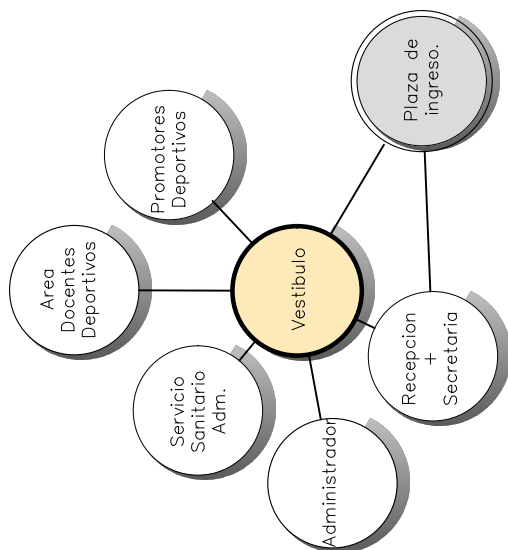 Plaza de
ingreso.
Promotores
Deportivos
Area
Docentes
Deportivos
Vestibulo
Servicio
Sanitario
Adm.
Recepcion
+
Secretaria
Administrador